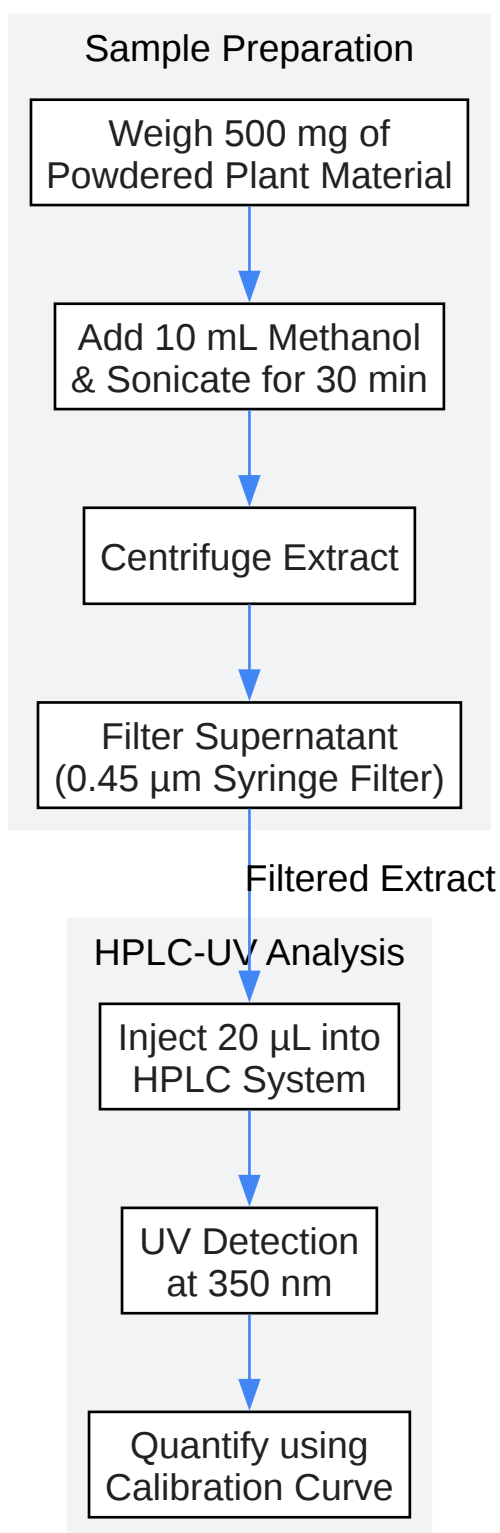 Sample Preparation
Weigh 500 mg of
Powdered Plant Material
Add 10 mL Methanol
& Sonicate for 30 min
Centrifuge Extract
Filter Supernatant
(0.45 µm Syringe Filter)
Filtered Extract
HPLC-UV Analysis
Inject 20 µL into
HPLC System
UV Detection
at 350 nm
Quantify using
Calibration Curve